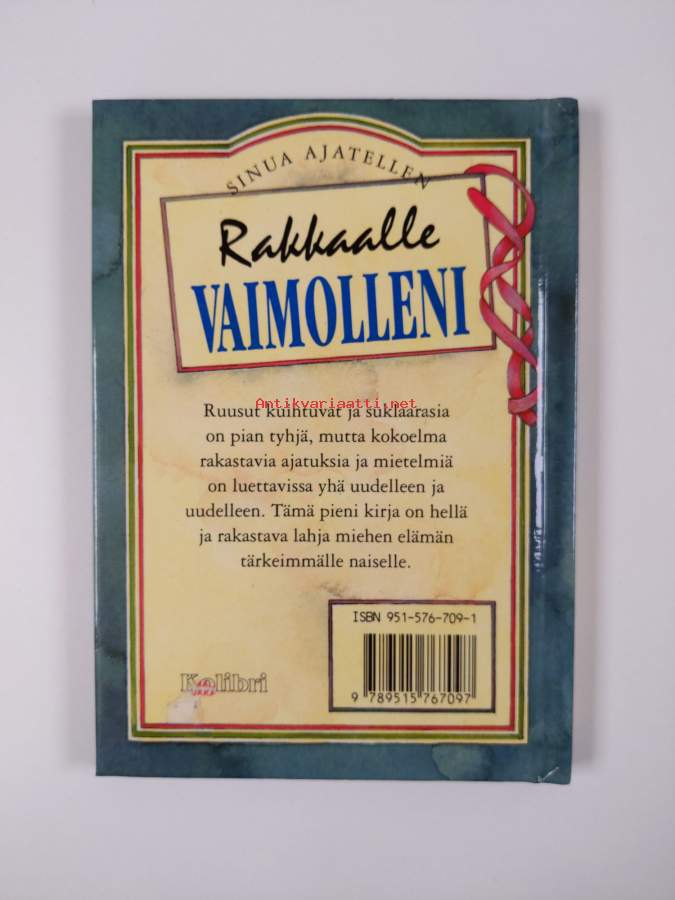 SINUA AJATELLEN
Rakkaalle
VAIMOLLENI
Antikvariaatti.net
Ruusut kuihtuvat ja suklaarasia
on pian tyhjä, mutta kokoelma
rakastavia ajatuksia ja mietelmiä
on luettavissa yhä uudelleen ja
uudelleen. Tämä pieni kirja on hellä
ja rakastava lahja miehen elämän
tärkeimmälle naiselle.
ISBN 951-576-709-1
9 789515 767097
Kolibri